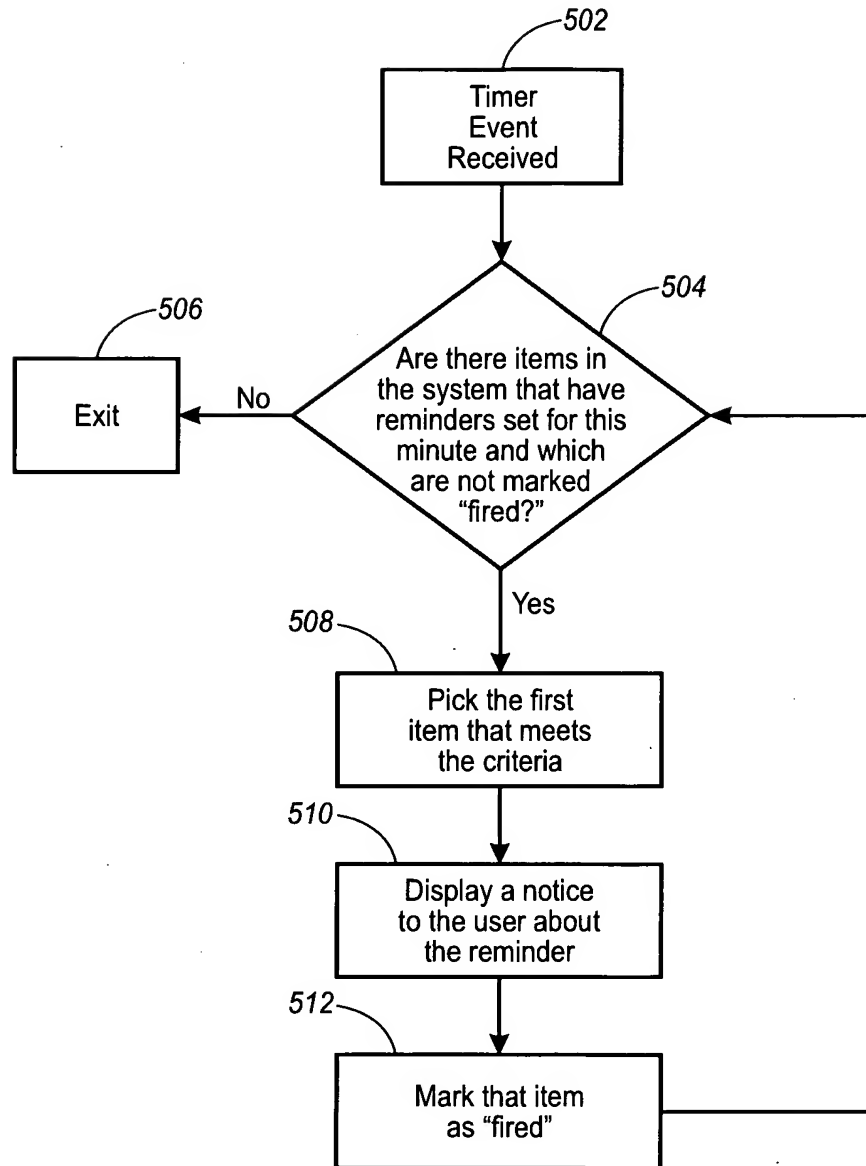 502
Timer
Event
Received
504
506
Are there items in
the system that have
reminders set for this
minute and which
are not marked
“fired?”
No
Exit
Yes
508
Pick the first
item that meets
the criteria
510
Display a notice
to the user about
the reminder
512
Mark that item
as “fired”